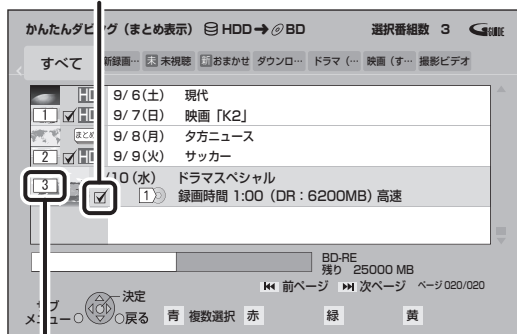 かんたんダビング (まとめ表示) HDD→BD 選択番組数 3 GGUIDE
すべて 新録画… 未 未視聴 新 おまかせ ダウンロ… ドラマ (… 映画 (す… 撮影ビデオ
9/ 6(土) 現代
1 9/ 7(日) 映画「K2」
まとめ 9/ 8(月) 夕方ニュース
2 9/ 9(火) サッカー
3 /10(水) ドラマスペシャル
1 録画時間 1:00 (DR:6200MB) 高速
BD-RE
残り 25000 MB
前ページ 次ページ ページ 020/020
サブメニュー 決定
戻る 青 複数選択 赤 緑 黄